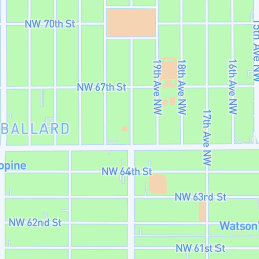 NW 70th St
15th Ave NW
19th Ave NW
18th Ave NW
16th Ave NW
NW 67th St
17th Ave NW
BALLARD
ppine
NW 64th St
NW 63rd St
NW 62nd St
Watson'
NW 61st St